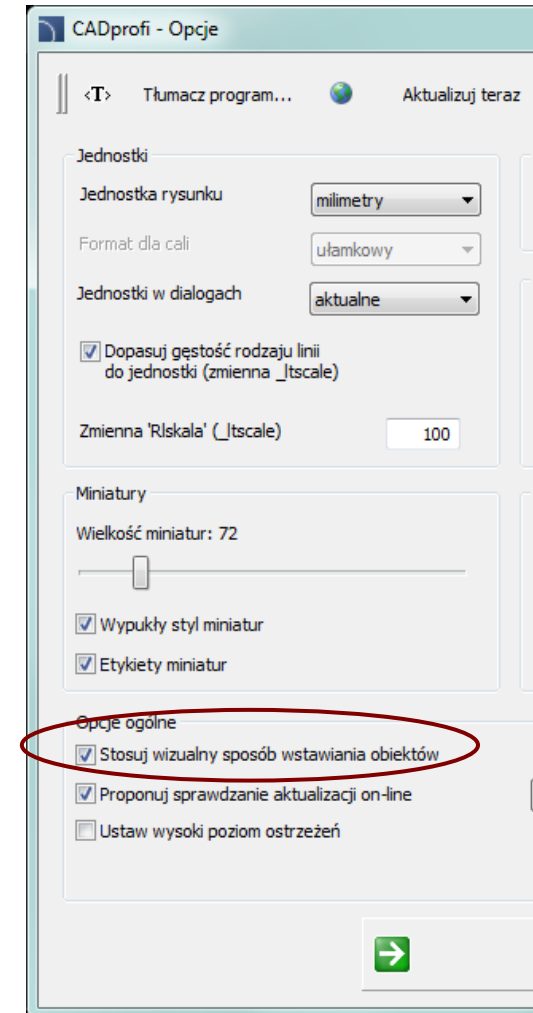 CADprofi - Opcje
<T> Tłumacz program... Aktualizuj teraz
Jednostki
Jednostka rysunku milimetry
Format dla cali ułamkowy
Jednostki w dialogach aktualne
Dopasuj gęstość rodzaju linii
do jednostki (zmienna _ltscale)
Zmienna 'Rlskala' (_ltscale) 100
Miniatury
Wielkość miniatur: 72
Wypukły styl miniatur
Etykiety miniatur
Opcje ogólne
Stosuj wizualny sposób wstawiania obiektów
Proponuj sprawdzanie aktualizacji on-line
Ustaw wysoki poziom ostrzeżeń